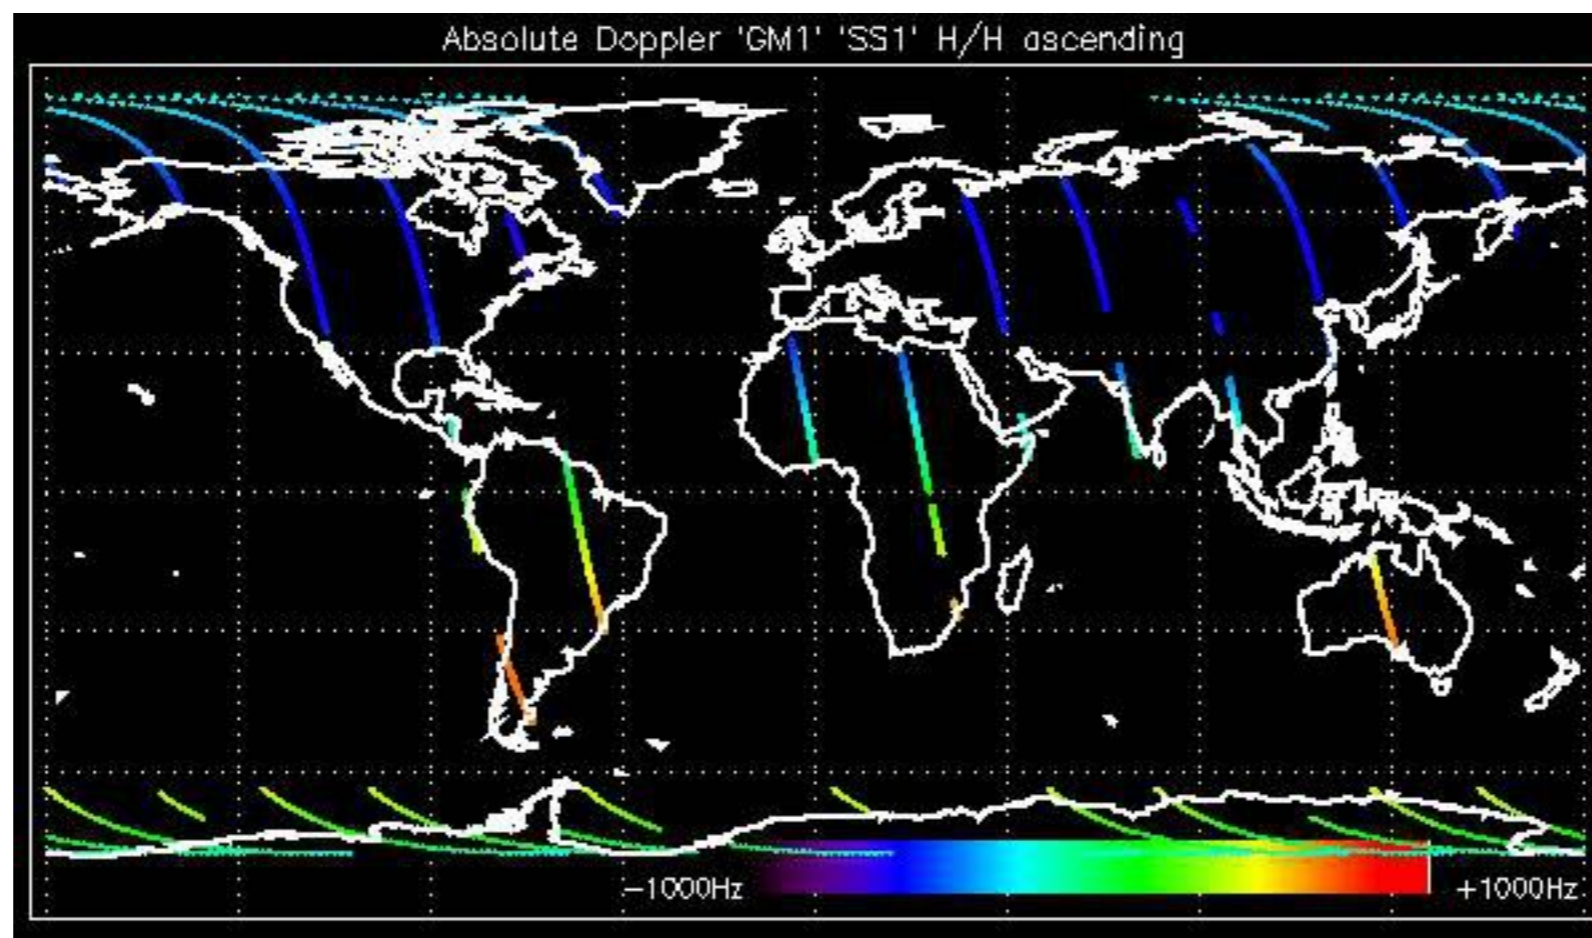 Absolute Doppler 'GM1' 'SS1' H/H ascending
−1000Hz
+1000Hz